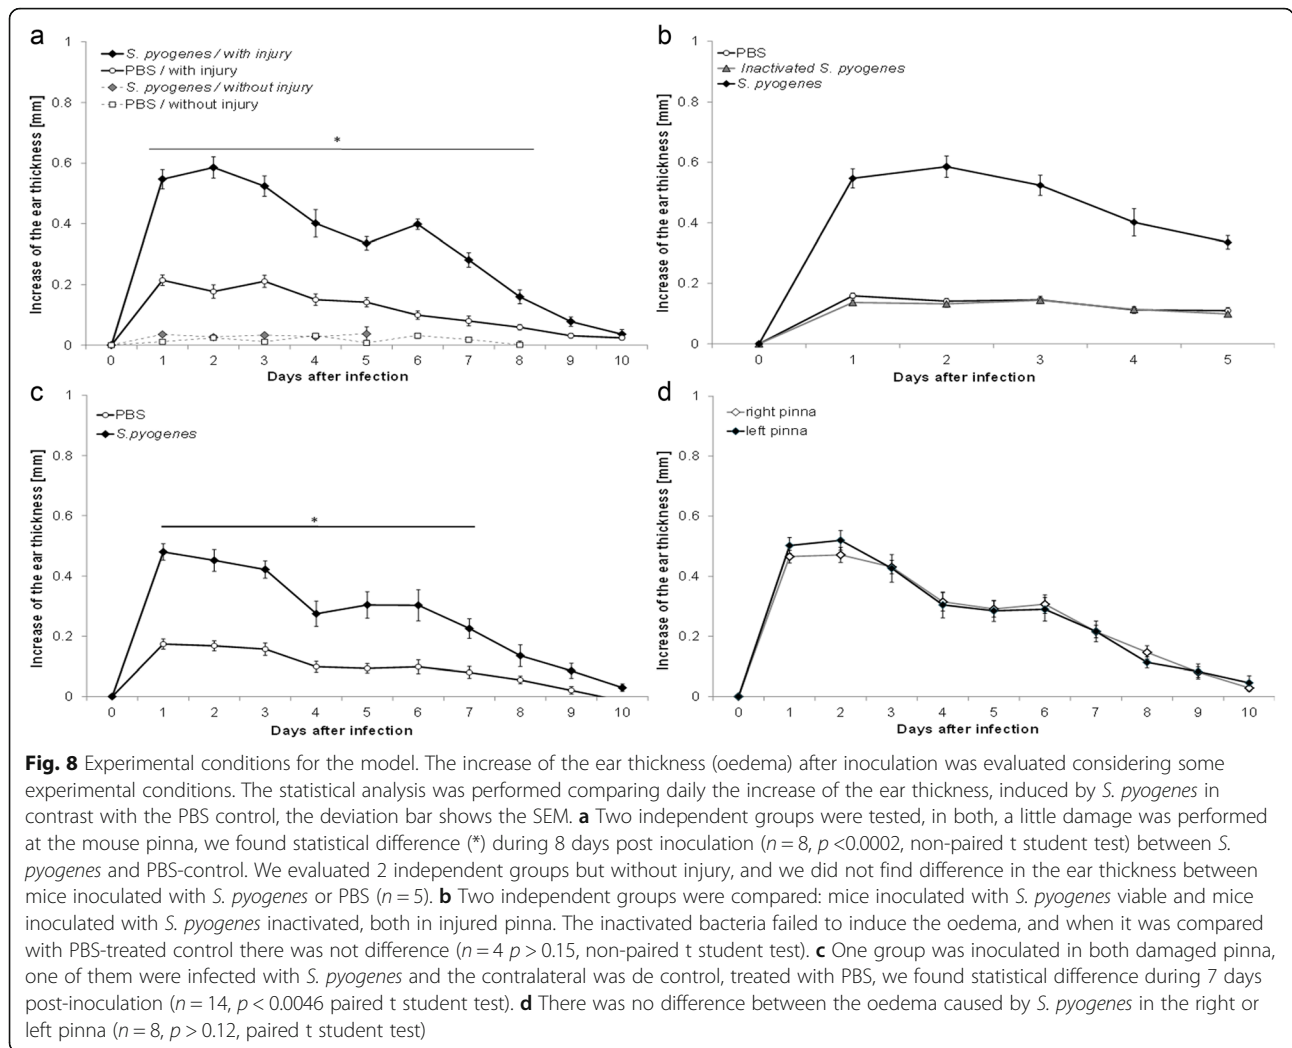 a
S. pyogenes / with injury
PBS / with injury
S. pyogenes / without injury
PBS / without injury
*
Increase of the ear thickness [mm]
1
0.8
0.6
0.4
0.2
0
0 1 2 3 4 5 6 7 8 9 10
Days after infection
b
PBS
Inactivated S. pyogenes
S. pyogenes
Increase of the ear thickness [mm]
1
0.8
0.6
0.4
0.2
0
0 1 2 3 4 5
Days after infection
c
PBS
S.pyogenes
*
Increase of the ear thickness [mm]
1
0.8
0.6
0.4
0.2
0
0 1 2 3 4 5 6 7 8 9 10
Days after infection
d
right pinna
left pinna
Increase of the ear thickness [mm]
1
0.8
0.6
0.4
0.2
0
0 1 2 3 4 5 6 7 8 9 10
Days after infection
Fig. 8 Experimental conditions for the model. The increase of the ear thickness (oedema) after inoculation was evaluated considering some
experimental conditions. The statistical analysis was performed comparing daily the increase of the ear thickness, induced by S. pyogenes in
contrast with the PBS control, the deviation bar shows the SEM. a Two independent groups were tested, in both, a little damage was performed
at the mouse pinna, we found statistical difference (*) during 8 days post inoculation (n = 8, p <0.0002, non-paired t student test) between S.
pyogenes and PBS-control. We evaluated 2 independent groups but without injury, and we did not find difference in the ear thickness between
mice inoculated with S. pyogenes or PBS (n = 5). b Two independent groups were compared: mice inoculated with S. pyogenes viable and mice
inoculated with S. pyogenes inactivated, both in injured pinna. The inactivated bacteria failed to induce the oedema, and when it was compared
with PBS-treated control there was not difference (n = 4 p > 0.15, non-paired t student test). c One group was inoculated in both damaged pinna,
one of them were infected with S. pyogenes and the contralateral was de control, treated with PBS, we found statistical difference during 7 days
post-inoculation (n = 14, p < 0.0046 paired t student test). d There was no difference between the oedema caused by S. pyogenes in the right or
left pinna (n = 8, p > 0.12, paired t student test)